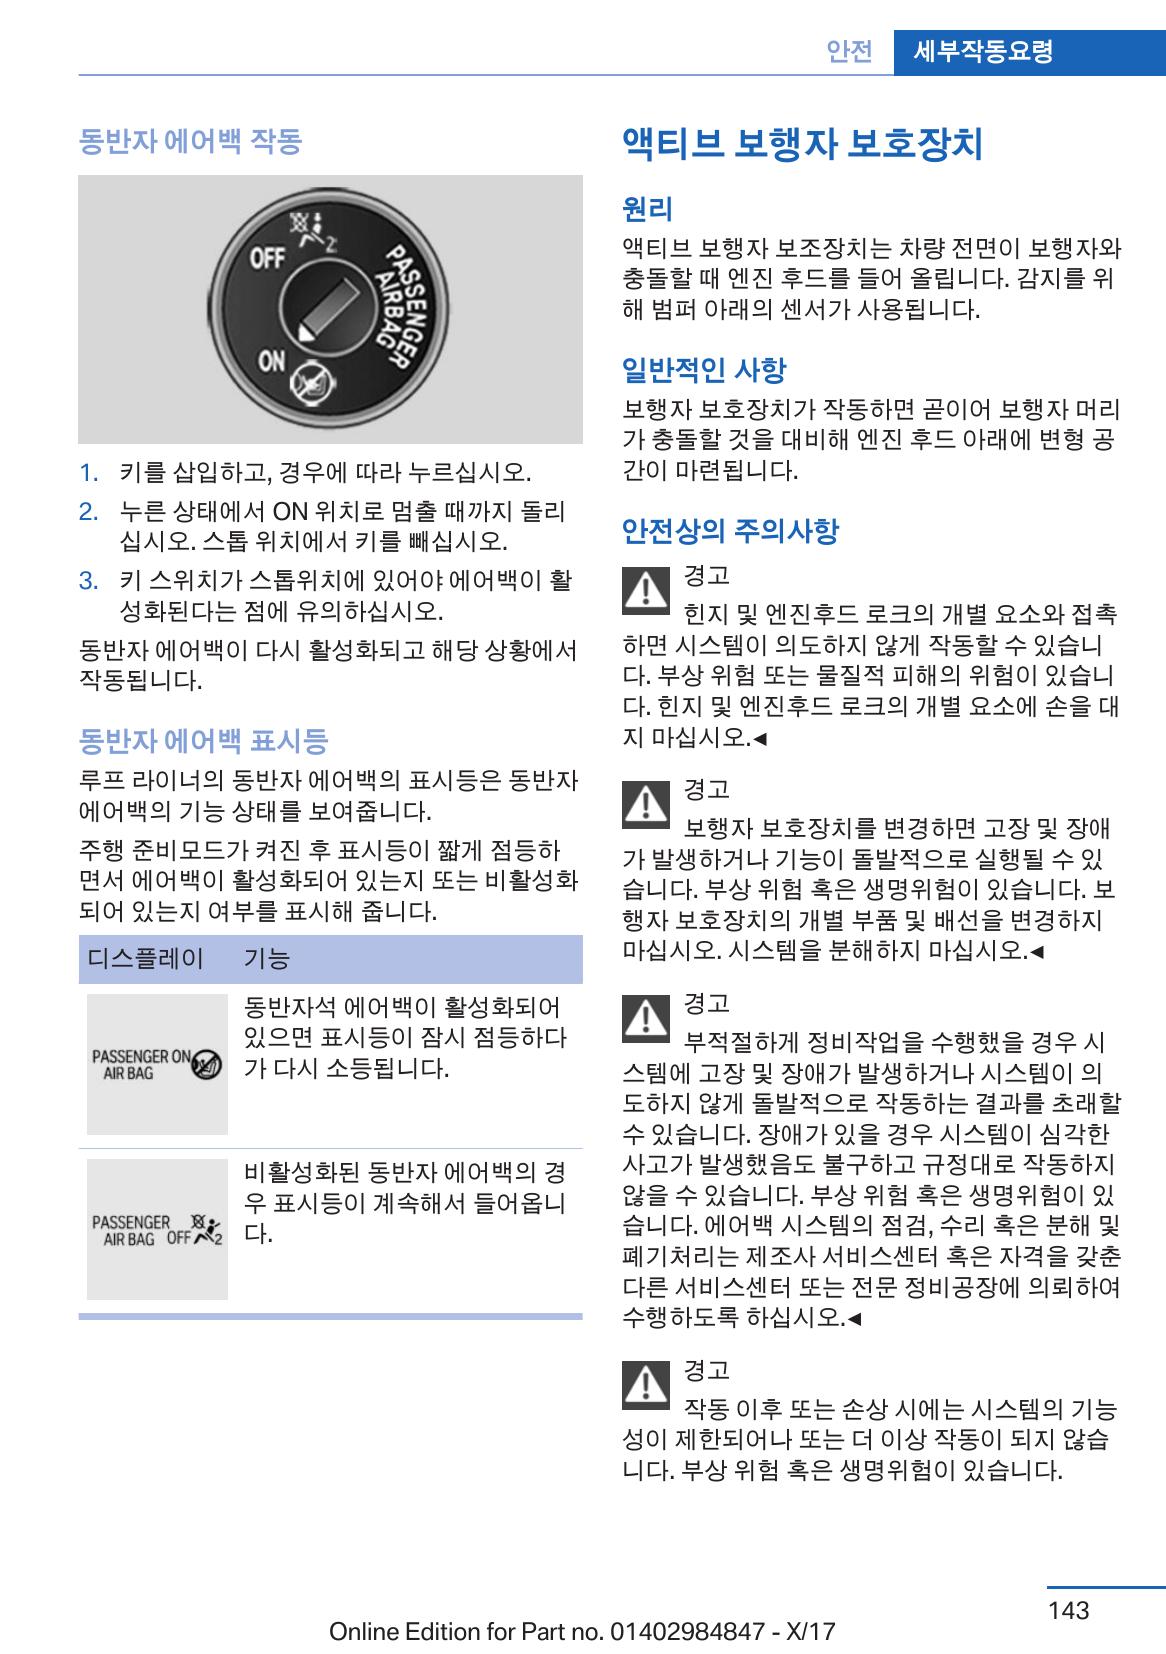 안전
세부작동요령
동반자 에어백 작동
OFF
2
PASSENGER
AIRBAG
ON
1. 키를 삽입하고, 경우에 따라 누르십시오.
2. 누른 상태에서 ON 위치로 멈출 때까지 돌리
십시오. 스톱 위치에서 키를 빼십시오.
3. 키 스위치가 스톱위치에 있어야 에어백이 활
성화된다는 점에 유의하십시오.
동반자 에어백이 다시 활성화되고 해당 상황에서
작동됩니다.
동반자 에어백 표시등
루프 라이너의 동반자 에어백의 표시등은 동반자
에어백의 기능 상태를 보여줍니다.
주행 준비모드가 켜진 후 표시등이 짧게 점등하
면서 에어백이 활성화되어 있는지 또는 비활성화
되어 있는지 여부를 표시해 줍니다.
디스플레이 기능
PASSENGER ON
AIR BAG
동반자석 에어백이 활성화되어
있으면 표시등이 잠시 점등하다
가 다시 소등됩니다.
PASSENGER
AIR BAG OFF 2
비활성화된 동반자 에어백의 경
우 표시등이 계속해서 들어옵니
다.
액티브 보행자 보호장치
원리
액티브 보행자 보조장치는 차량 전면이 보행자와
충돌할 때 엔진 후드를 들어 올립니다. 감지를 위
해 범퍼 아래의 센서가 사용됩니다.
일반적인 사항
보행자 보호장치가 작동하면 곧이어 보행자 머리
가 충돌할 것을 대비해 엔진 후드 아래에 변형 공
간이 마련됩니다.
안전상의 주의사항
경고
힌지 및 엔진후드 로크의 개별 요소와 접촉
하면 시스템이 의도하지 않게 작동할 수 있습니
다. 부상 위험 또는 물질적 피해의 위험이 있습니
다. 힌지 및 엔진후드 로크의 개별 요소에 손을 대
지 마십시오.◄
경고
보행자 보호장치를 변경하면 고장 및 장애
가 발생하거나 기능이 돌발적으로 실행될 수 있
습니다. 부상 위험 혹은 생명위험이 있습니다. 보
행자 보호장치의 개별 부품 및 배선을 변경하지
마십시오. 시스템을 분해하지 마십시오.◄
경고
부적절하게 정비작업을 수행했을 경우 시
스템에 고장 및 장애가 발생하거나 시스템이 의
도하지 않게 돌발적으로 작동하는 결과를 초래할
수 있습니다. 장애가 있을 경우 시스템이 심각한
사고가 발생했음도 불구하고 규정대로 작동하지
않을 수 있습니다. 부상 위험 혹은 생명위험이 있
습니다. 에어백 시스템의 점검, 수리 혹은 분해 및
폐기처리는 제조사 서비스센터 혹은 자격을 갖춘
다른 서비스센터 또는 전문 정비공장에 의뢰하여
수행하도록 하십시오.◄
경고
작동 이후 또는 손상 시에는 시스템의 기능
성이 제한되어나 또는 더 이상 작동이 되지 않습
니다. 부상 위험 혹은 생명위험이 있습니다.
143
Online Edition for Part no. 01402984847 - X/17